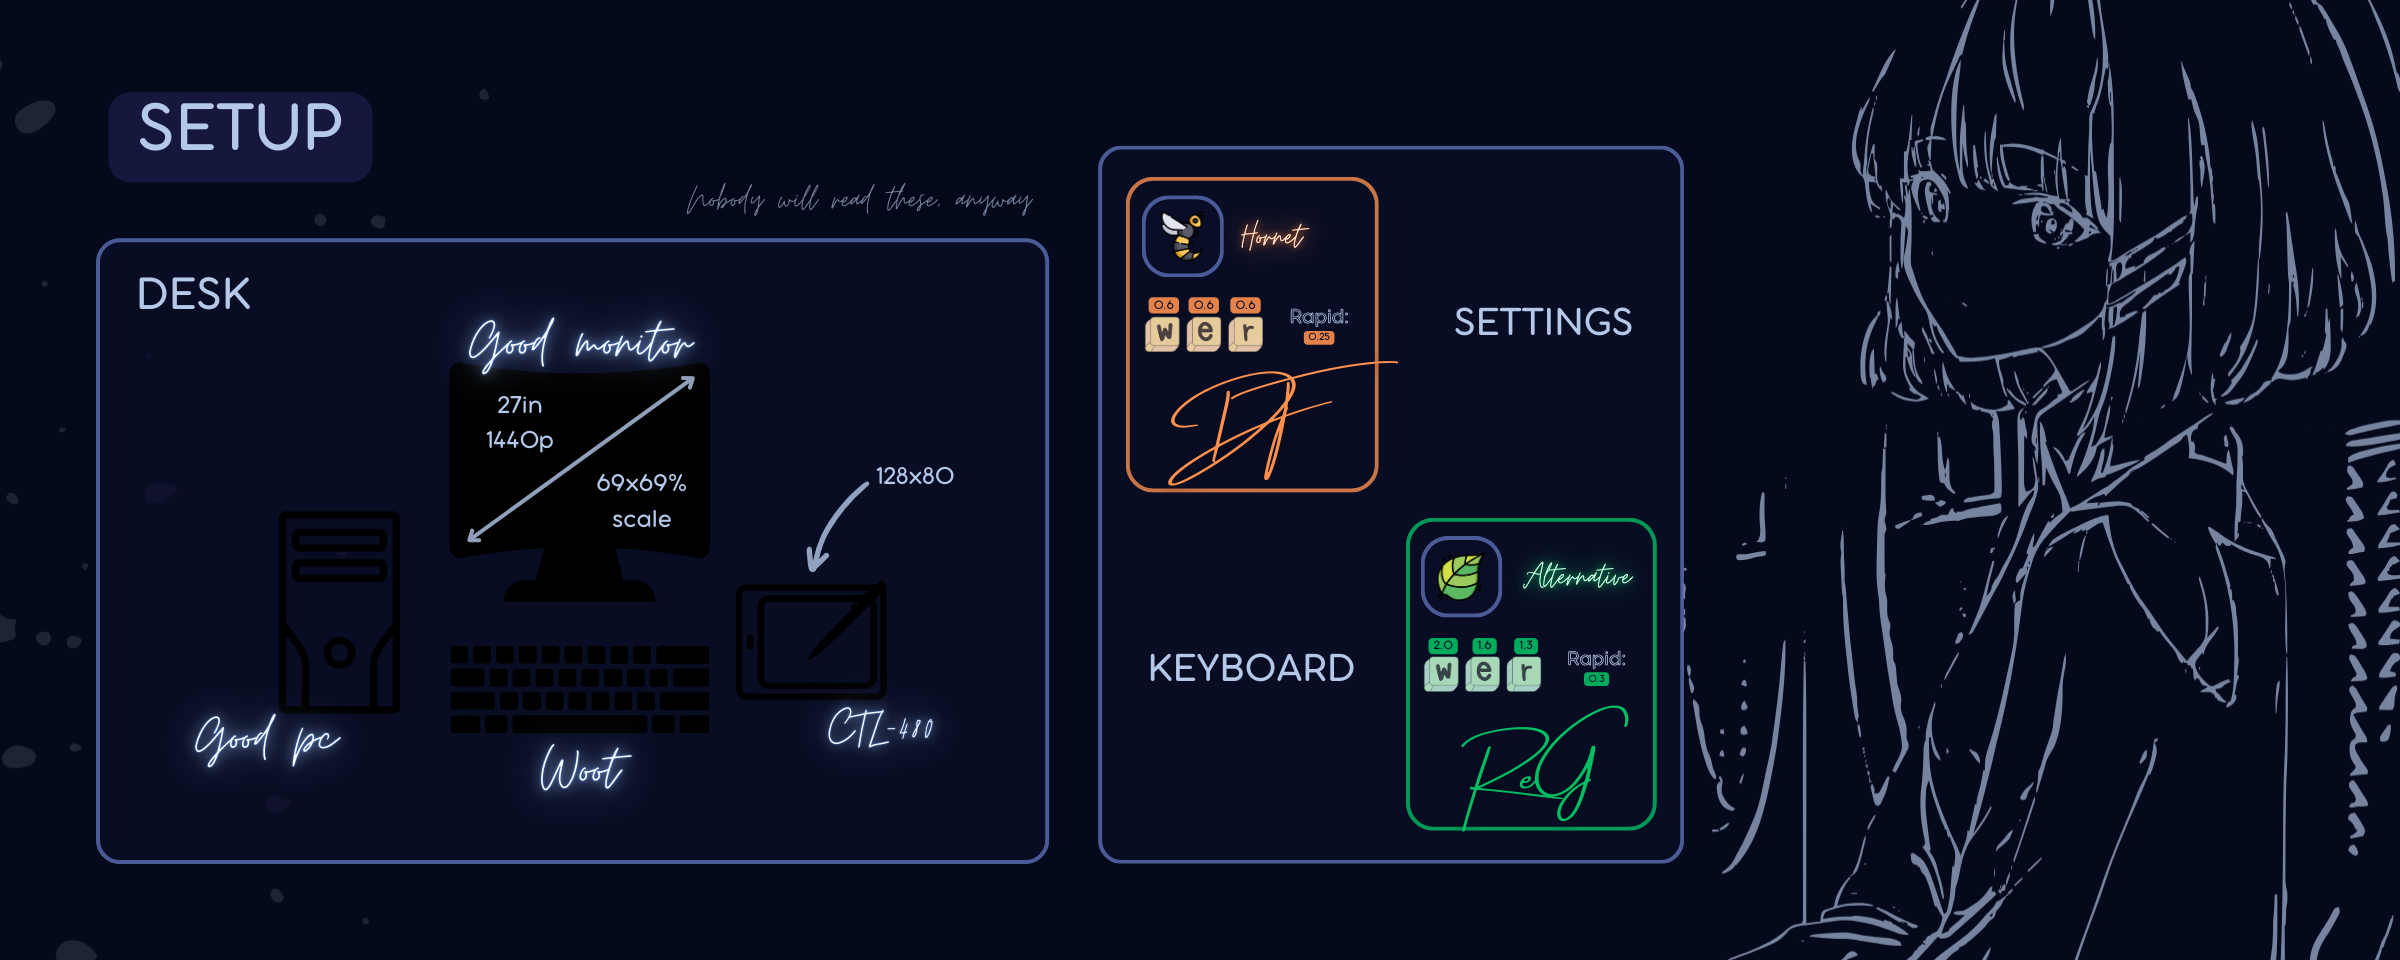 SETUP
Nobody will read these. anyway
DESK
Good monitor
27in
1440p
69x69%
scale
128x80
Good pc
Woot
CTL-480
Hornet
0.6 0.6 0.6
w e r
Rapid:
0.25
DF
SETTINGS
KEYBOARD
Alternative
2.0 1.6 1.3
w e r
Rapid:
0.3
ReG